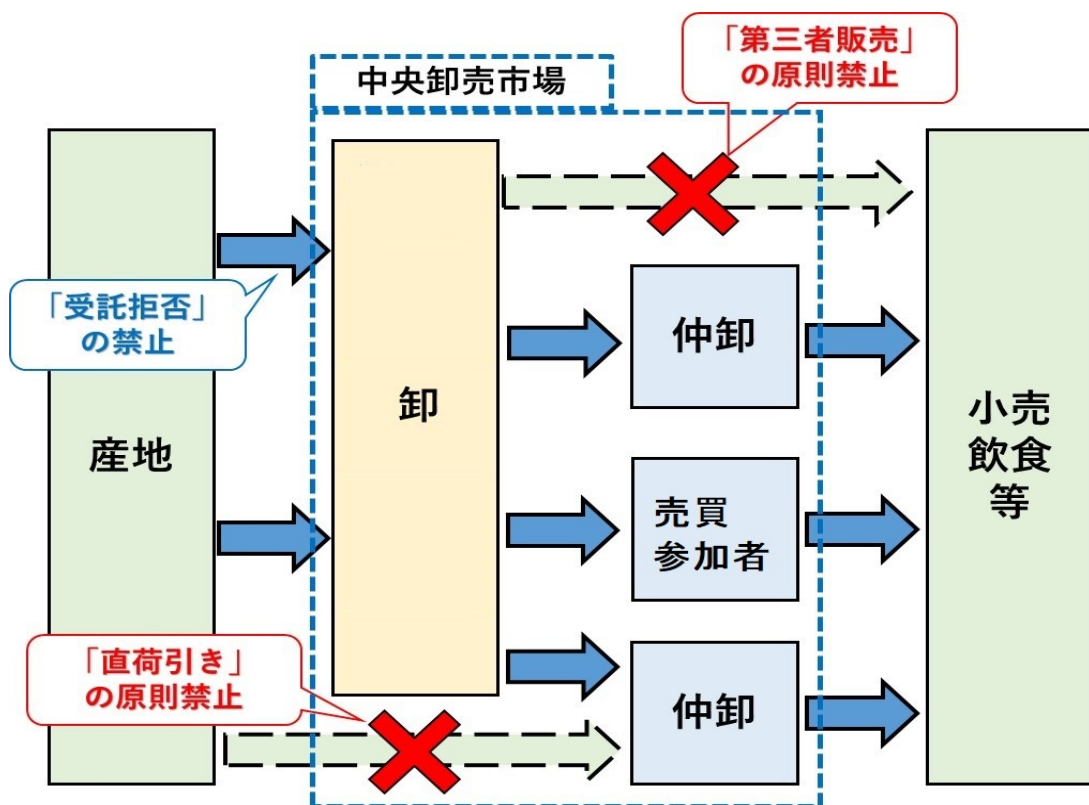 「第三者販売」
の原則禁止
中央卸売市場
「受託拒否」
の禁止
産地
卸
仲卸
売買
参加者
仲卸
小売
飲食
等
「直荷引き」
の原則禁止